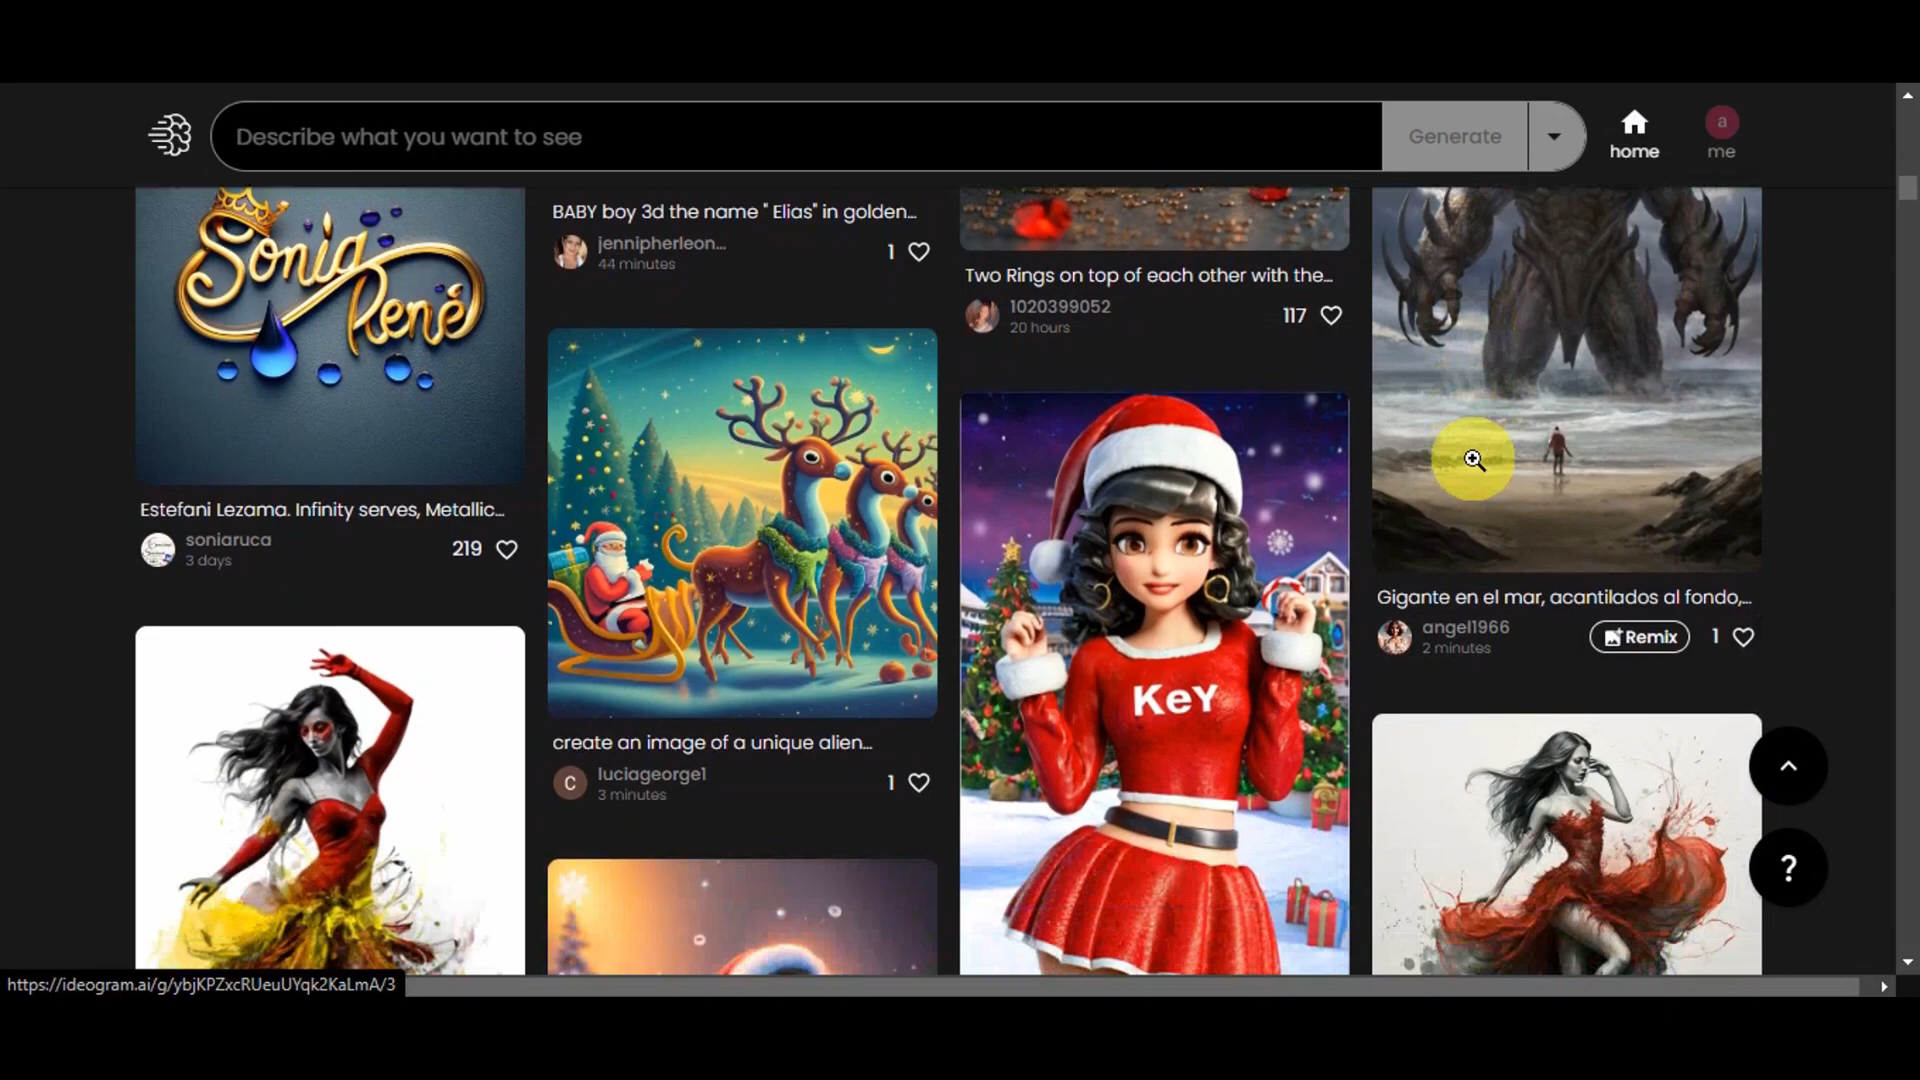 Describe what you want to see
Generate
home
a
me
Sonia
René
Estefani Lezama. Infinity serves, Metallic...
soniaruca
3 days
219
BABY boy 3d the name " Elias" in golden...
jennipherleon...
44 minutes
1
create an image of a unique alien...
C
luciageorge1
3 minutes
1
Two Rings on top of each other with the...
1020399052
20 hours
117
KeY
Gigante en el mar, acantilados al fondo,...
angel1966
2 minutes
Remix
1
?
https://ideogram.ai/g/ybjKPZxcRUeuUYqk2KaLmA/3